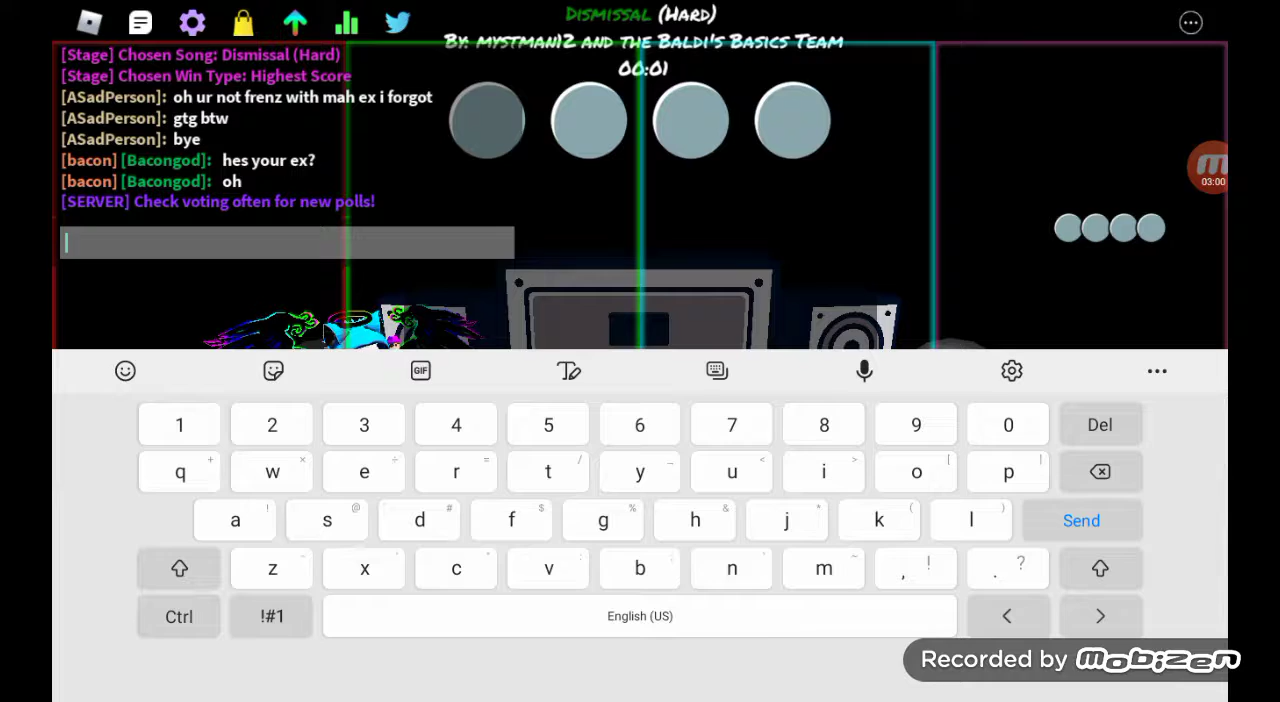 Dismissal (Hard)
By: mystman12 and the Baldi's Basics Team
00:01
[Stage] Chosen Song: Dismissal (Hard)
[Stage] Chosen Win Type: Highest Score
[ASadPerson]: oh ur not frenz with mah ex i forgot
[ASadPerson]: gtg btw
[ASadPerson]: bye
[bacon] [Bacongod]: hes your ex?
[bacon] [Bacongod]: oh
[SERVER] Check voting often for new polls!
03:00
GIF
1 2 3 4 5 6 7 8 9 0 Del
q w e r t y u i o p
a s d f g h j k l Send
z x c v b n m , ! . ?
Ctrl !#1 English (US) < >
Recorded by mobizen